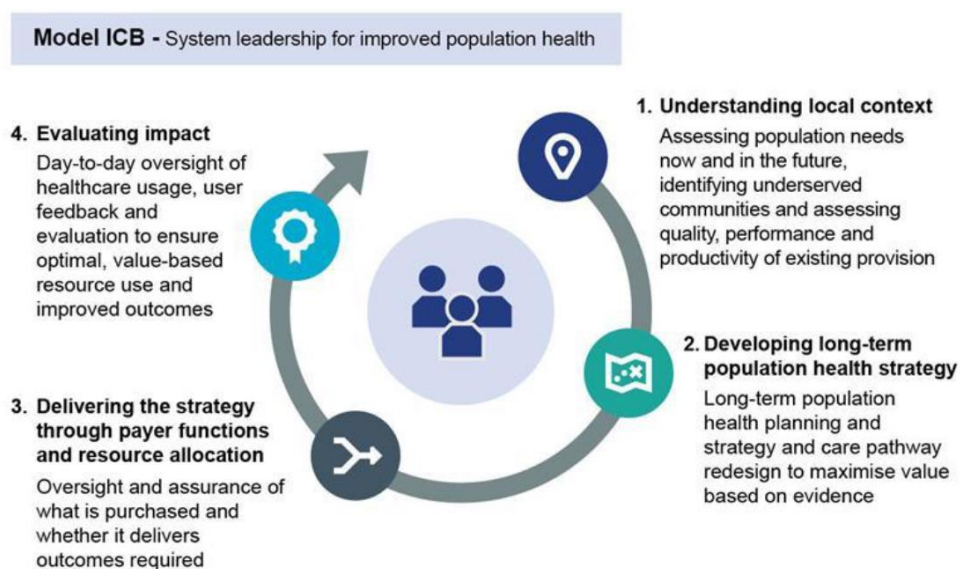 Model ICB - System leadership for improved population health
1. Understanding local context
Assessing population needs
now and in the future,
identifying underserved
communities and assessing
quality, performance and
productivity of existing provision
2. Developing long-term
population health strategy
Long-term population
health planning and
strategy and care pathway
redesign to maximise value
based on evidence
3. Delivering the strategy
through payer functions
and resource allocation
Oversight and assurance of
what is purchased and
whether it delivers
outcomes required
4. Evaluating impact
Day-to-day oversight of
healthcare usage, user
feedback and
evaluation to ensure
optimal, value-based
resource use and
improved outcomes